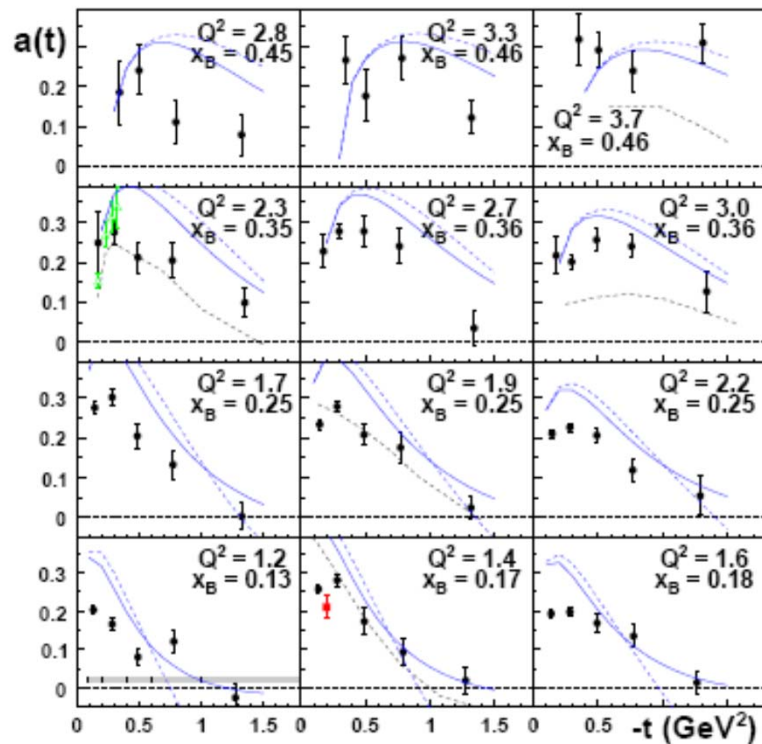 a(t)
Q² = 2.8
x_B = 0.45
Q² = 3.3
x_B = 0.46
Q² = 3.7
x_B = 0.46
0.3
0.2
0.1
0
Q² = 2.3
x_B = 0.35
Q² = 2.7
x_B = 0.36
Q² = 3.0
x_B = 0.36
0.3
0.2
0.1
0
Q² = 1.7
x_B = 0.25
Q² = 1.9
x_B = 0.25
Q² = 2.2
x_B = 0.25
0.3
0.2
0.1
0
Q² = 1.2
x_B = 0.13
Q² = 1.4
x_B = 0.17
Q² = 1.6
x_B = 0.18
0.3
0.2
0.1
0
0 0.5 1 1.5 0 0.5 1 1.5 0 0.5 -t (GeV²)